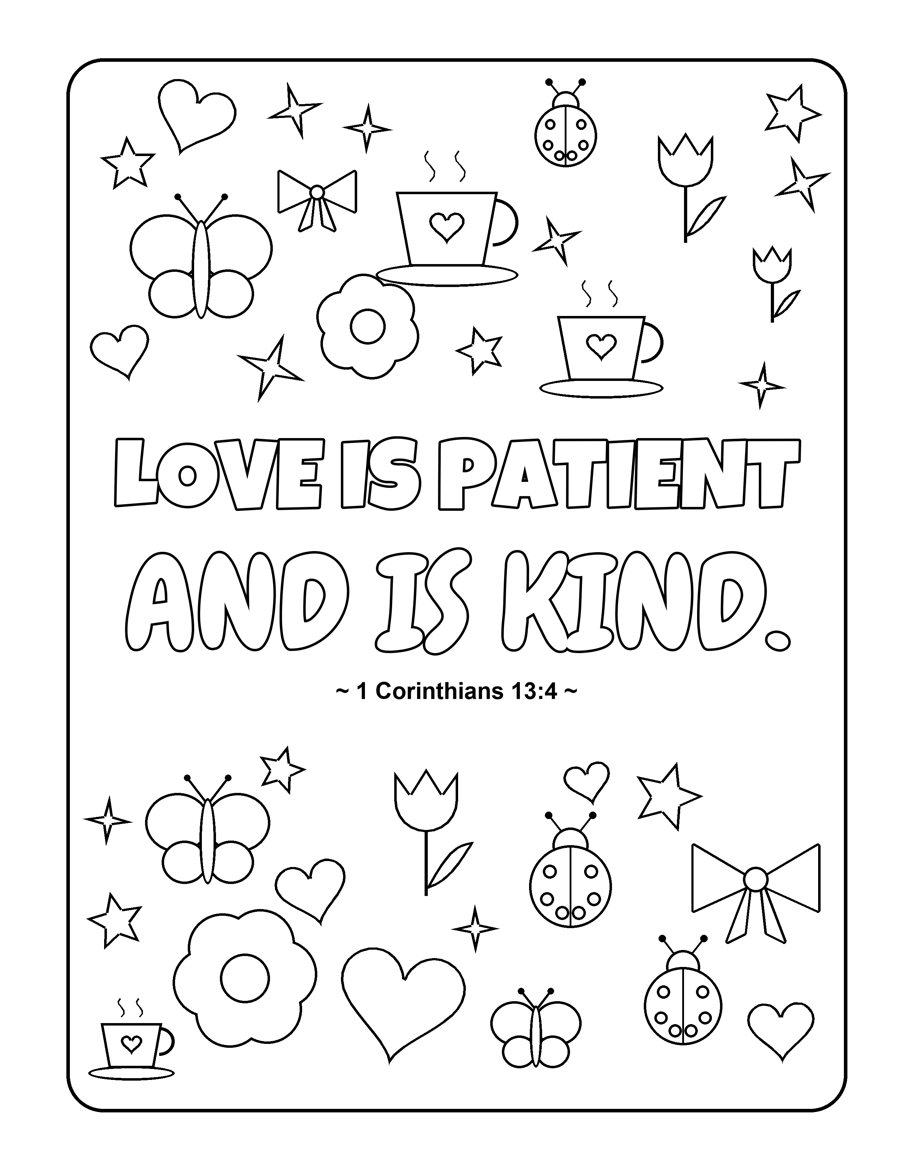 LOVE IS PATIENT
AND IS KIND.
~ 1 Corinthians 13:4 ~